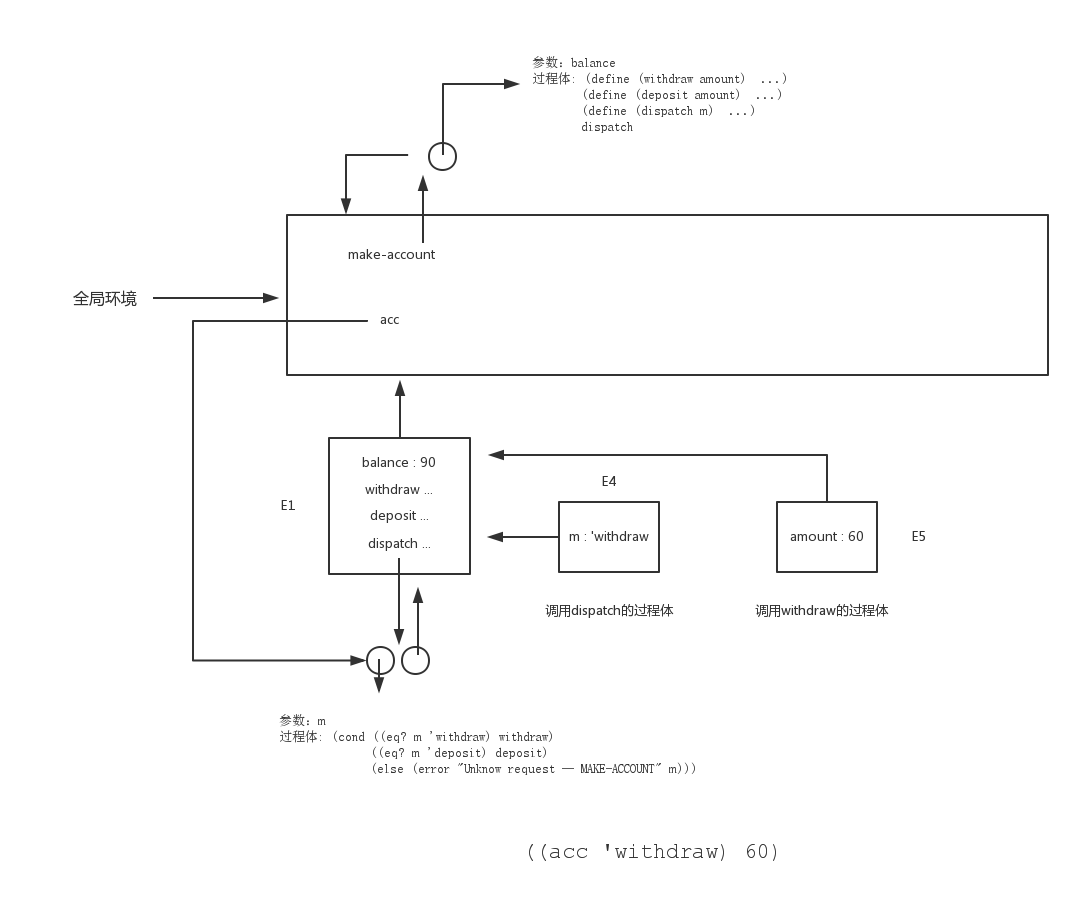 参数：balance
过程体：(define (withdraw amount) ...)
(define (deposit amount) ...)
(define (dispatch m) ...)
dispatch
make-account
全局环境
acc
balance : 90
withdraw ...
deposit ...
dispatch ...
E1
E4
m : 'withdraw
amount : 60
E5
调用dispatch的过程体
调用withdraw的过程体
参数：m
过程体：(cond ((eq? m 'withdraw) withdraw)
((eq? m 'deposit) deposit)
(else (error "Unknow request — MAKE-ACCOUNT" m)))
((acc 'withdraw) 60)